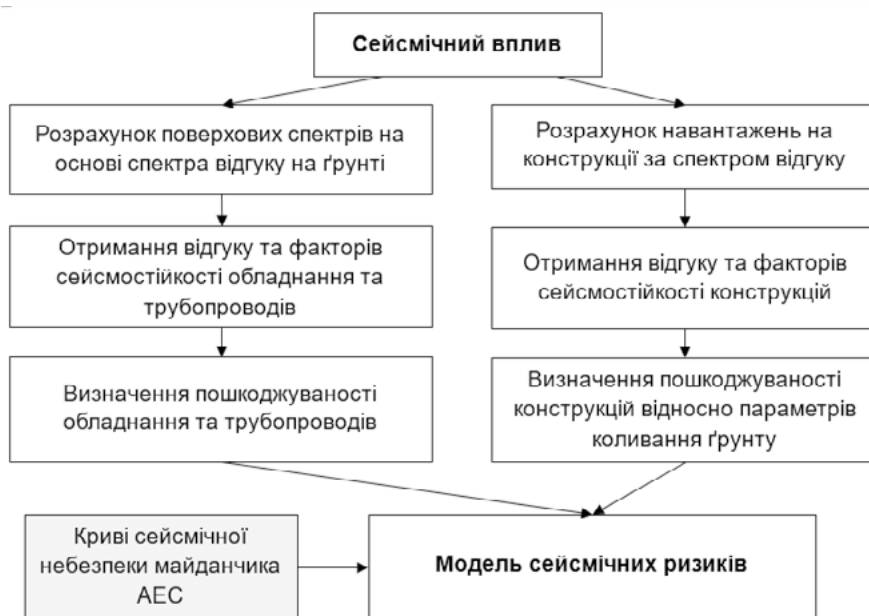 Сейсмічний вплив
Розрахунок поверхових спектрів на
основі спектра відгуку на ґрунті
Розрахунок навантажень на
конструкції за спектром відгуку
Отримання відгуку та факторів
сейсмостійкості обладнання та
трубопроводів
Отримання відгуку та факторів
сейсмостійкості конструкцій
Визначення пошкоджуваності
обладнання та трубопроводів
Визначення пошкоджуваності
конструкцій відносно параметрів
коливання ґрунту
Криві сейсмічної
небезпеки майданчика
АЕС
Модель сейсмічних ризиків